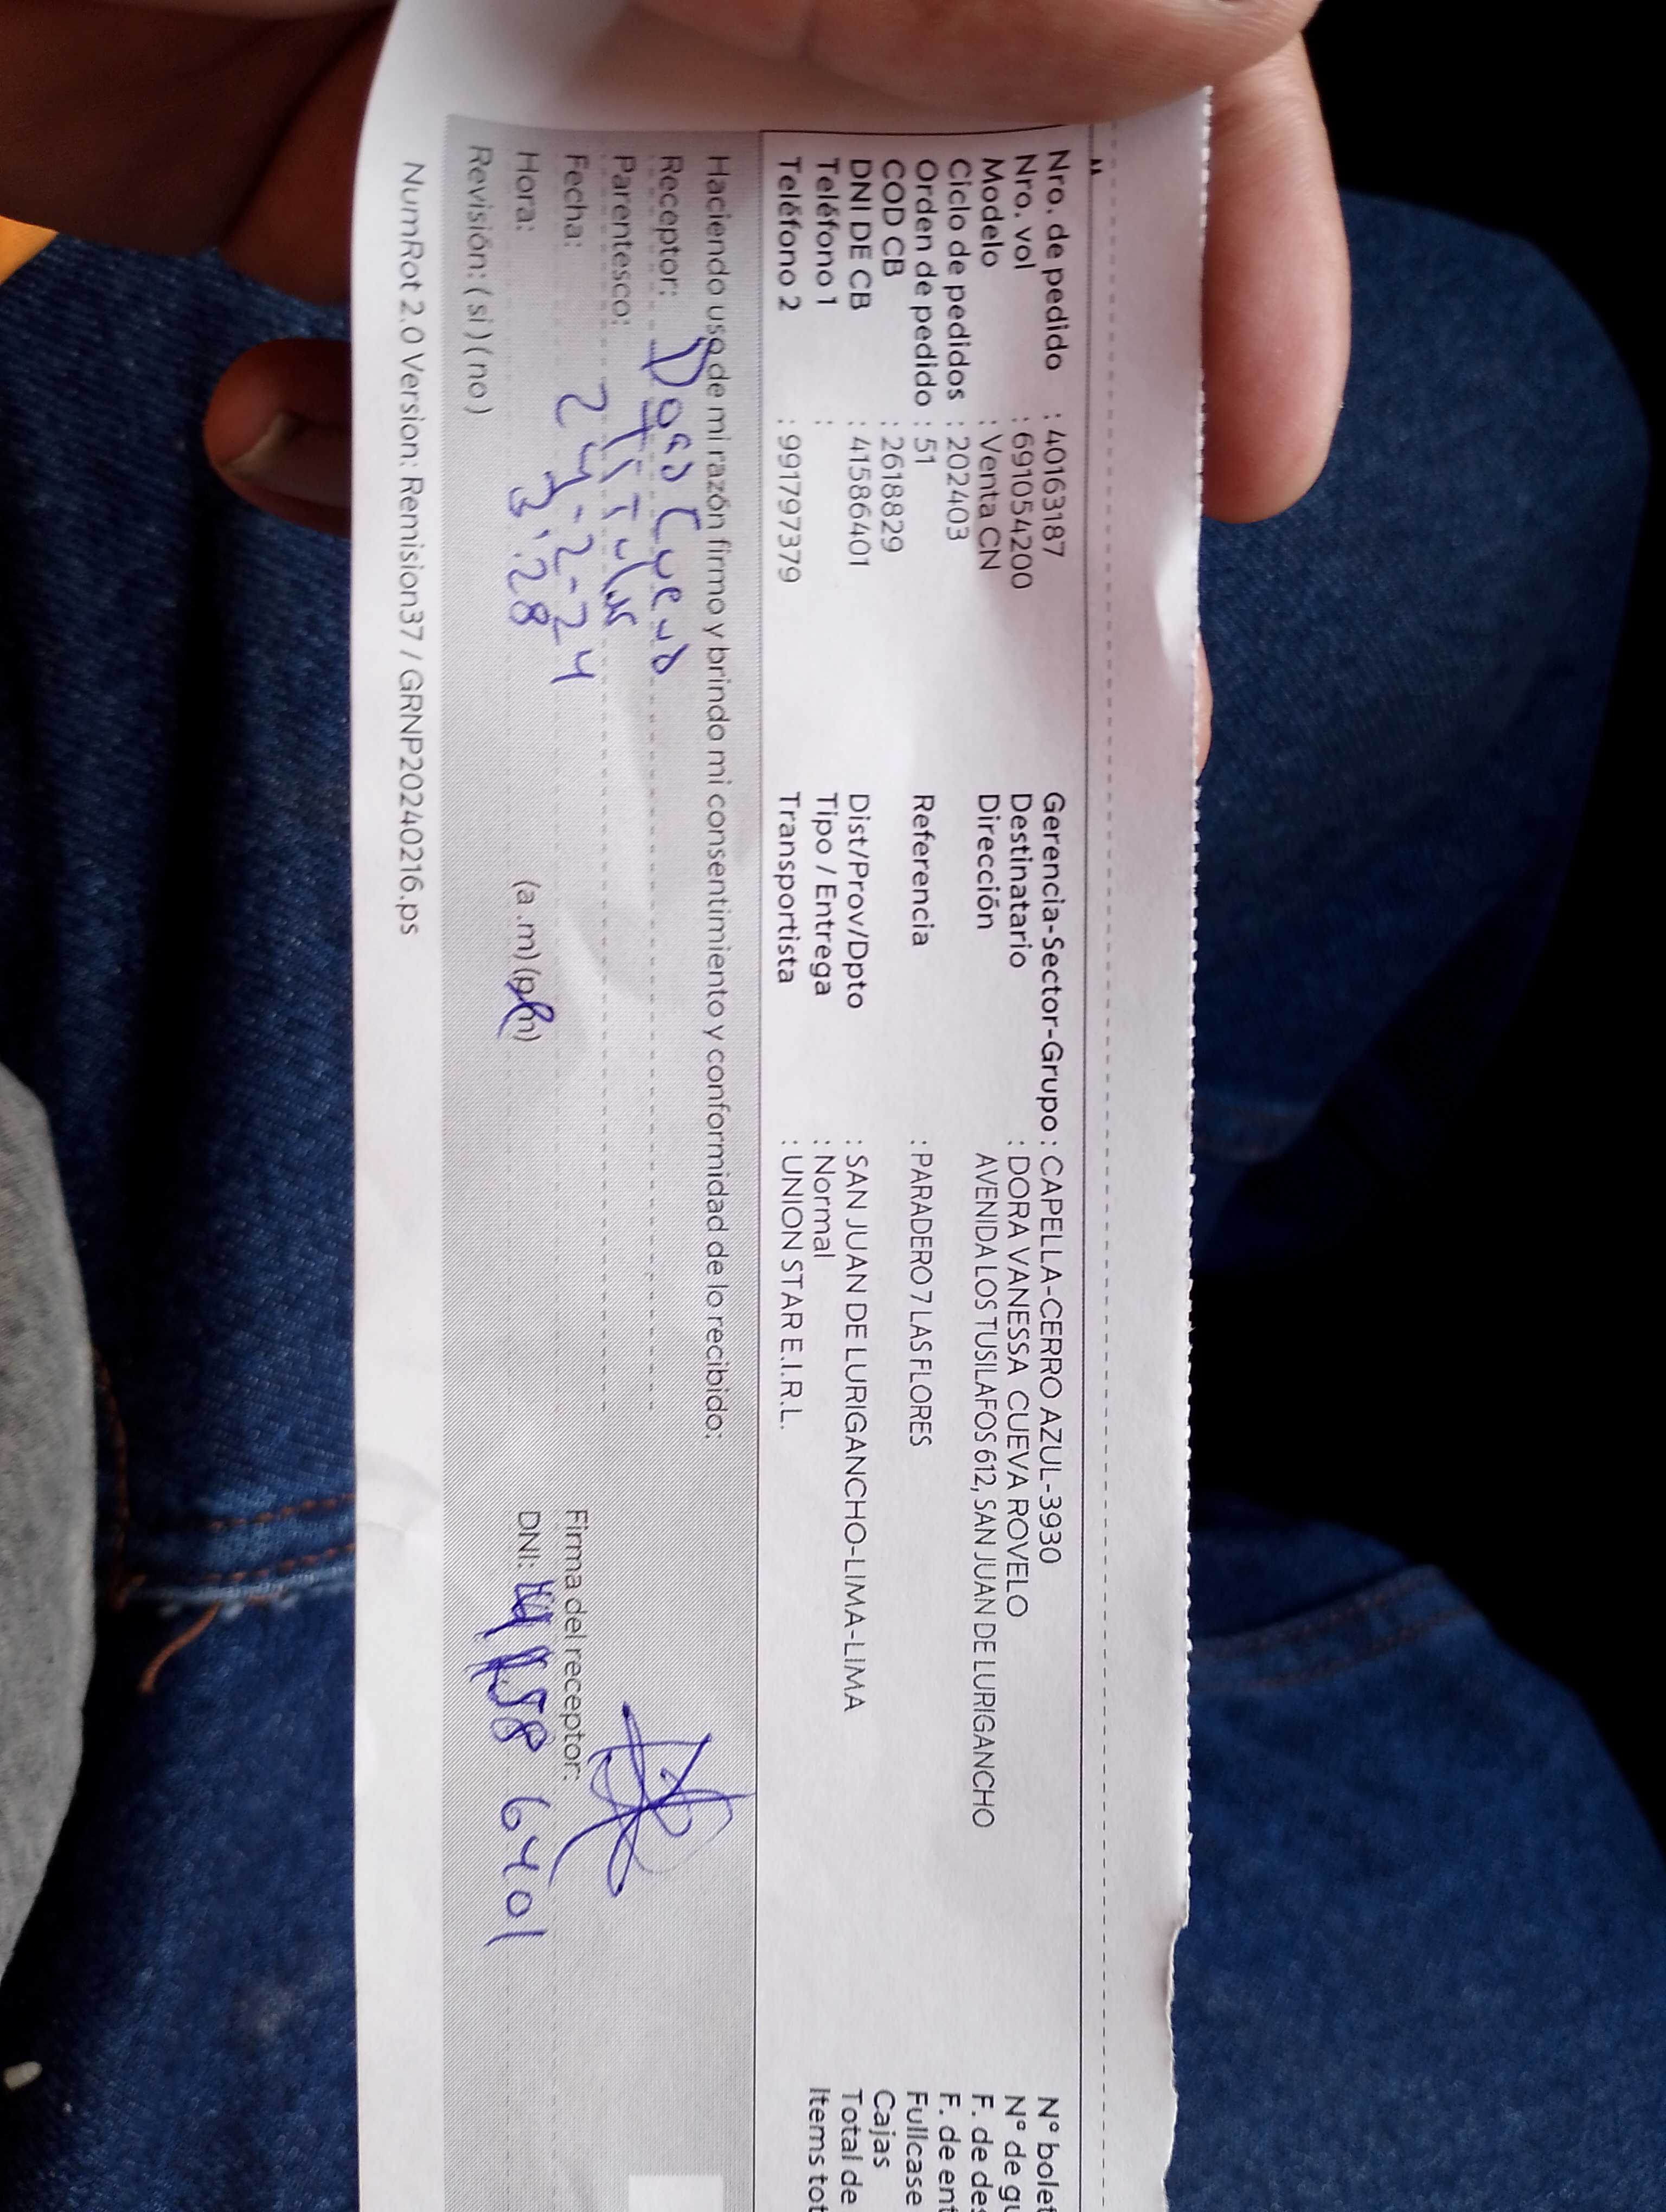 Nro. de pedido : 40163187 Gerencia-Sector-Grupo : CAPELLA-CERRO AZUL-3930 N° bolet
Nro. vol : 691054200 Destinatario : DORA VANESSA CUEVA ROVELO N° de gu
Modelo : Venta CN Dirección AVENIDA LOS TUSILAFOS 612, SAN JUAN DE LURIGANCHO F. de des
Ciclo de pedidos : 202403 F. de ent
Orden de pedido : 51 Referencia : PARADERO 7 LAS FLORES Fullcase
COD CB : 2618829 Cajas
DNI DE CB : 41586401 Dist/Prov/Dpto : SAN JUAN DE LURIGANCHO-LIMA-LIMA Total de
Teléfono 1 : Tipo / Entrega : Normal Items tot
Teléfono 2 : 991797379 Transportista : UNION STAR E.I.R.L.
Haciendo uso de mi razón firmo y brindo mi consentimiento y conformidad de lo recibido:
Receptor: Dora Cueva
Parentesco: Titular
Fecha: 24-2-24 Firma del receptor:
Hora: 3:28 (a .m) (p.m) DNI: 4158 6401
Revisión: ( si ) ( no )
NumRot 2.0 Version: Remision37 / GRNP20240216.ps